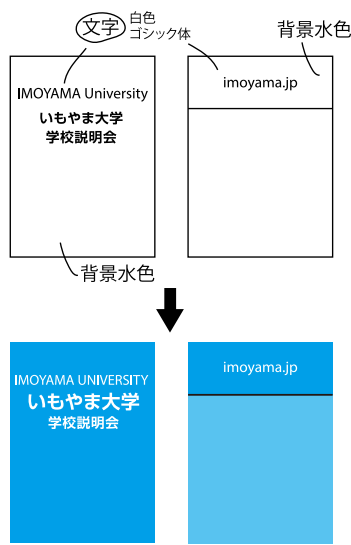 文字 白色
ゴシック体
背景水色
IMOYAMA University
いもやま大学
学校説明会
imoyama.jp
背景水色
IMOYAMA UNIVERSITY
いもやま大学
学校説明会
imoyama.jp